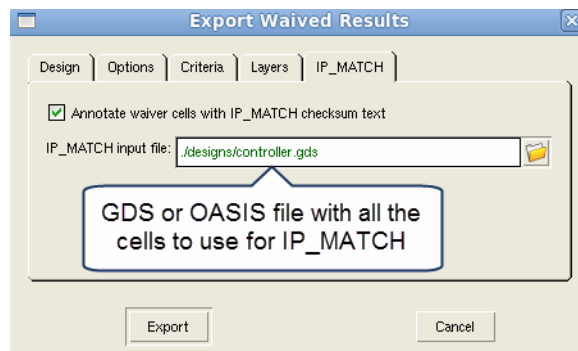 Export Waived Results
Design Options Criteria Layers IP_MATCH
Annotate waiver cells with IP_MATCH checksum text
IP_MATCH input file: ./designs/controller.gds
GDS or OASIS file with all the
cells to use for IP_MATCH
Export Cancel